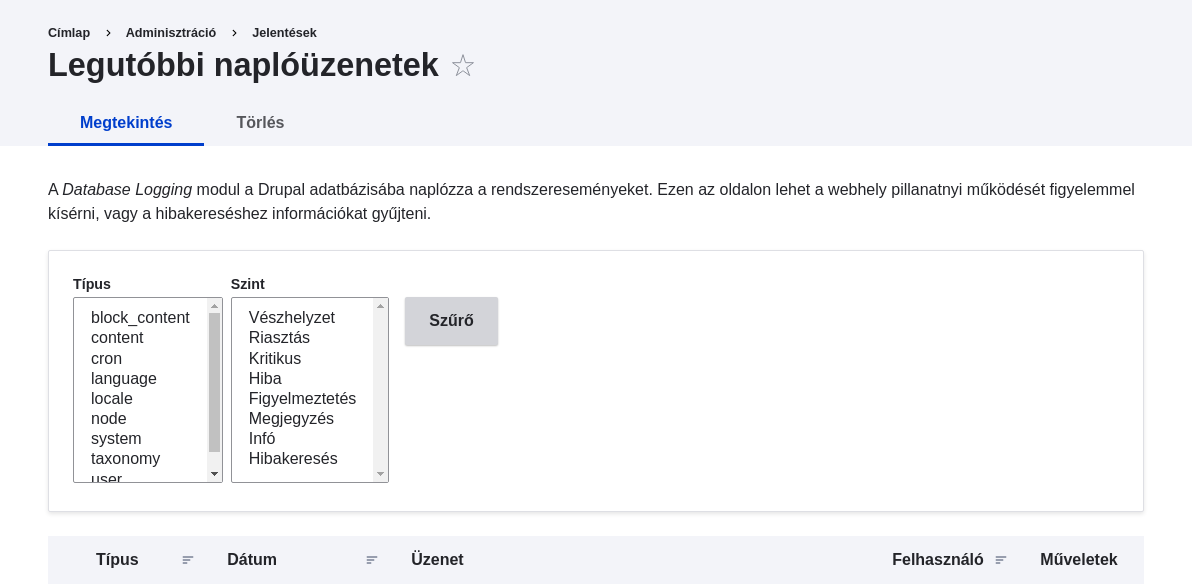 Címlap › Adminisztráció › Jelentések
Legutóbbi naplóüzenetek ☆
Megtekintés Törlés
A Database Logging modul a Drupal adatbázisába naplózza a rendszereseményeket. Ezen az oldalon lehet a webhely pillanatnyi működését figyelemmel
kísérni, vagy a hibakereséshez információkat gyűjteni.
Típus
block_content
content
cron
language
locale
node
system
taxonomy
user
Szint
Vészhelyzet
Riasztás
Kritikus
Hiba
Figyelmeztetés
Megjegyzés
Infó
Hibakeresés
Szűrő
Típus Dátum Üzenet Felhasználó Műveletek